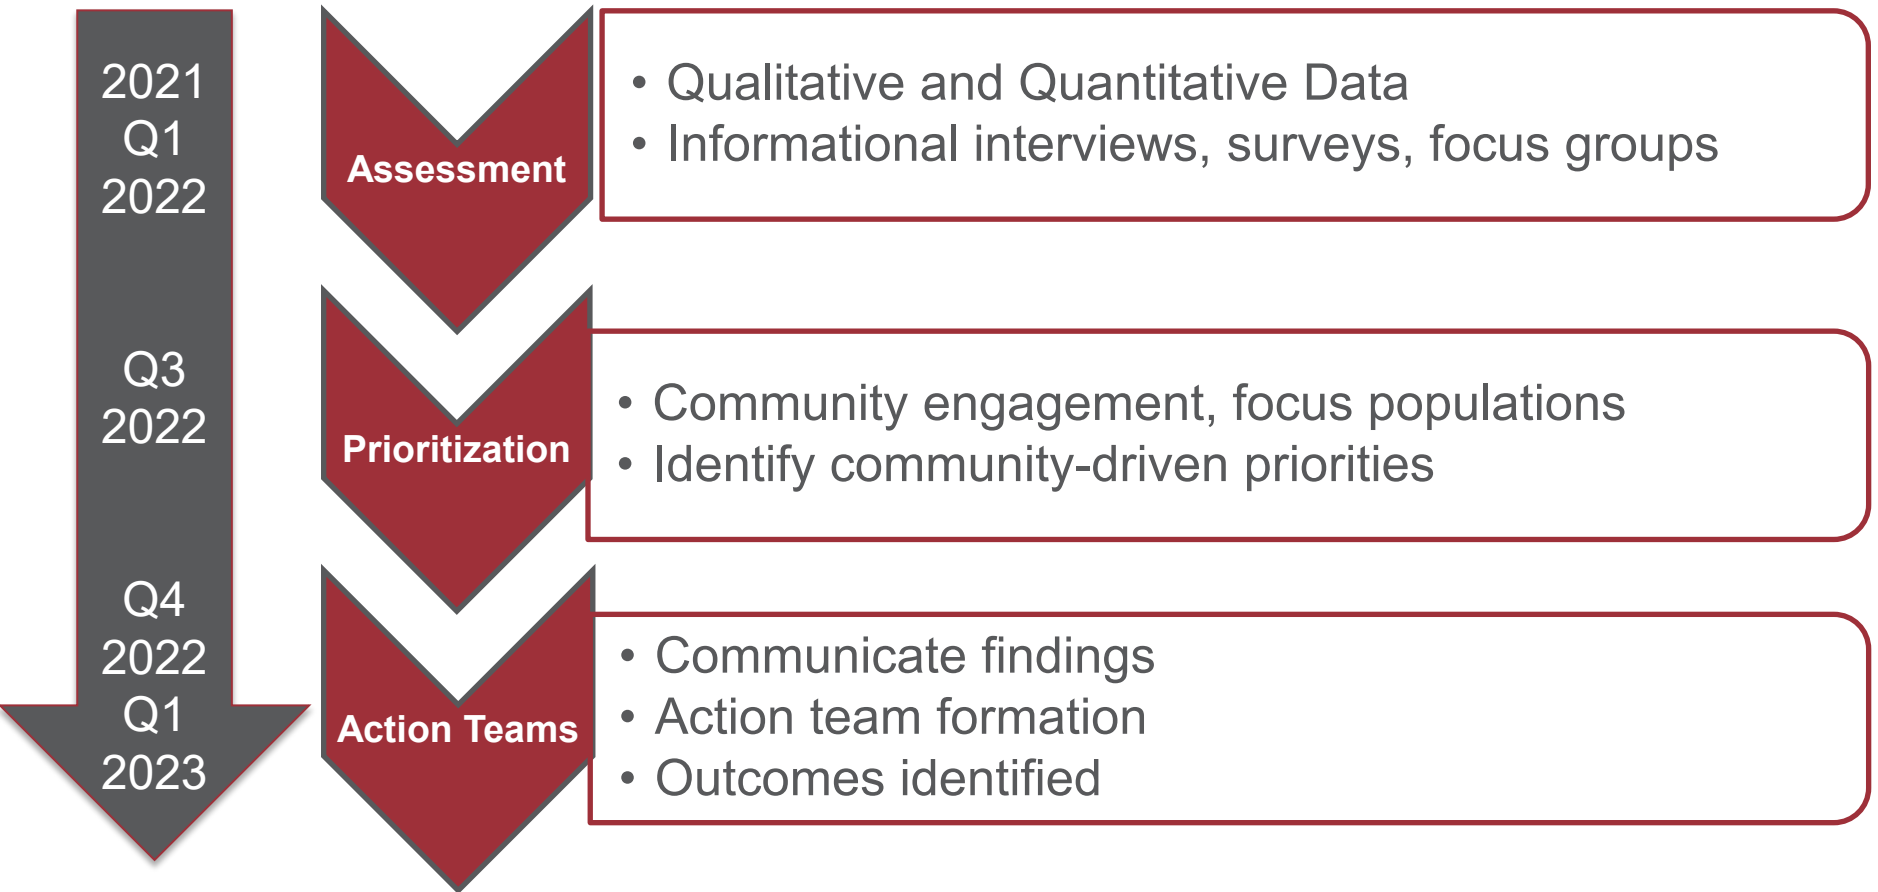 2021
Q1
2022
Assessment
• Qualitative and Quantitative Data
• Informational interviews, surveys, focus groups
Q3
2022
Prioritization
• Community engagement, focus populations
• Identify community-driven priorities
Q4
2022
Q1
2023
Action Teams
• Communicate findings
• Action team formation
• Outcomes identified